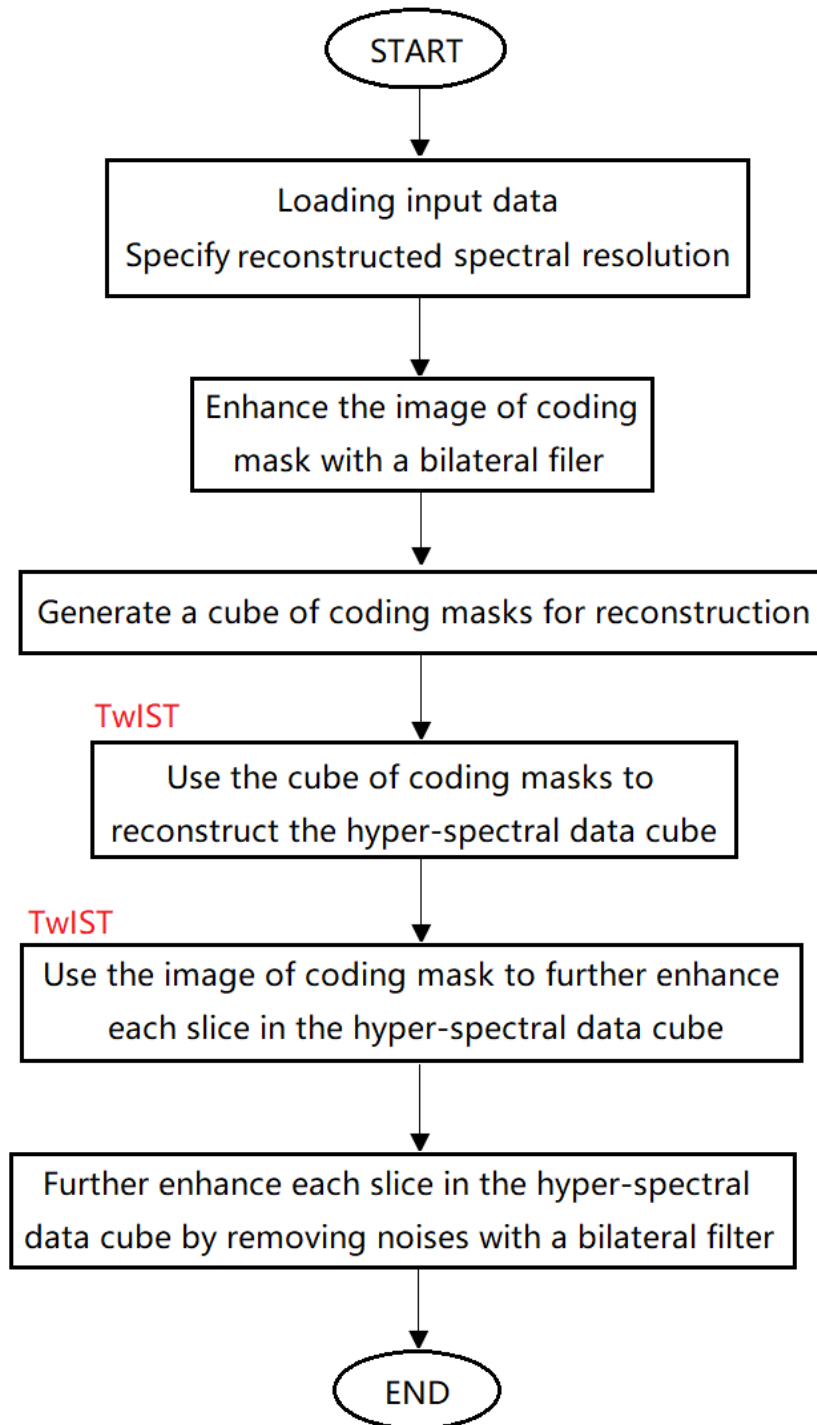 START
Loading input data
Specify reconstructed spectral resolution
Enhance the image of coding
mask with a bilateral filer
Generate a cube of coding masks for reconstruction
TwIST
Use the cube of coding masks to
reconstruct the hyper-spectral data cube
TwIST
Use the image of coding mask to further enhance
each slice in the hyper-spectral data cube
Further enhance each slice in the hyper-spectral
data cube by removing noises with a bilateral filter
END